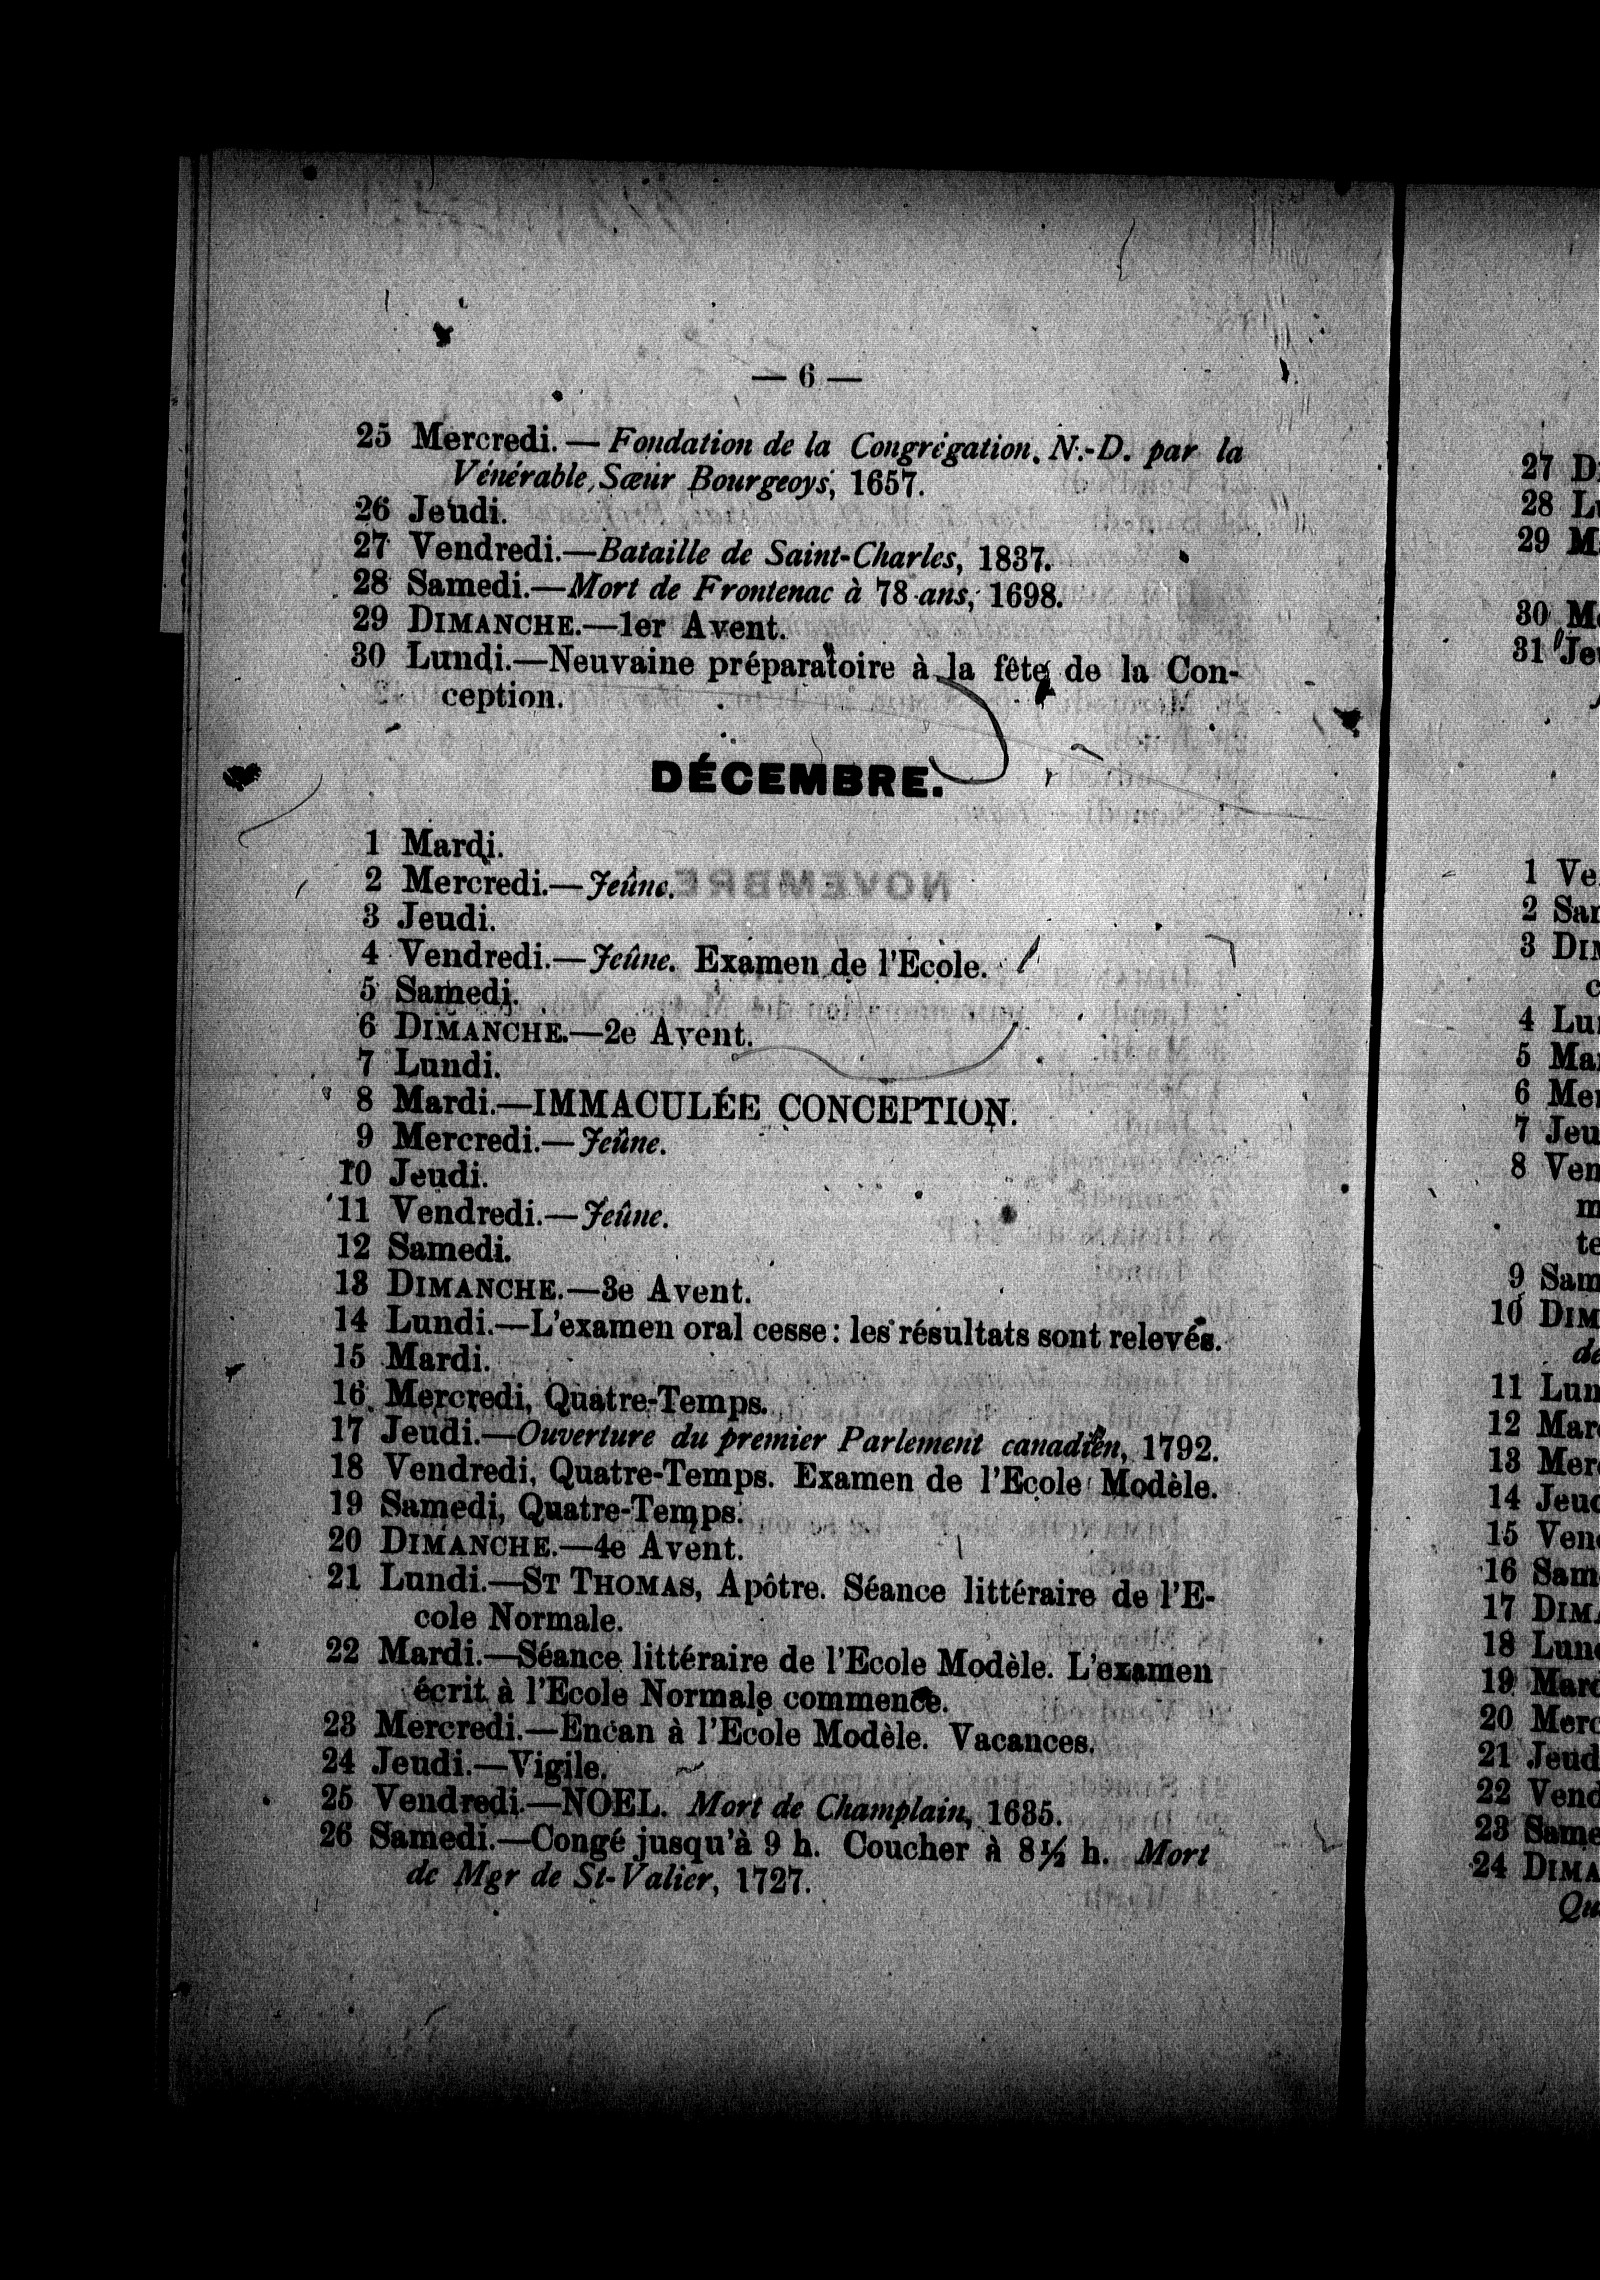 — 6 —
25 Mercredi. — Fondation de la Congrégation. N.-D. par la
Vénérable Sœur Bourgeoys, 1657.
26 Jeudi.
27 Vendredi.—Bataille de Saint-Charles, 1837.
28 Samedi.—Mort de Frontenac à 78 ans, 1698.
29 DIMANCHE.—1er Avent.
30 Lundi.—Neuvaine préparatoire à la fête de la Con-
ception.
DÉCEMBRE.
1 Mardi.
2 Mercredi.—Jeûne.
3 Jeudi.
4 Vendredi.—Jeûne. Examen de l'Ecole.
5 Samedi.
6 DIMANCHE.—2e Avent.
7 Lundi.
8 Mardi.—IMMACULÉE CONCEPTION.
9 Mercredi.—Jeûne.
10 Jeudi.
11 Vendredi.—Jeûne.
12 Samedi.
13 DIMANCHE.—3e Avent.
14 Lundi.—L'examen oral cesse: les résultats sont relevés.
15 Mardi.
16 Mercredi, Quatre-Temps.
17 Jeudi.—Ouverture du premier Parlement canadien, 1792.
18 Vendredi, Quatre-Temps. Examen de l'Ecole Modèle.
19 Samedi, Quatre-Temps.
20 DIMANCHE.—4e Avent.
21 Lundi.—ST THOMAS, Apôtre. Séance littéraire de l'E-
cole Normale.
22 Mardi.—Séance littéraire de l'Ecole Modèle. L'examen
écrit à l'Ecole Normale commence.
23 Mercredi.—Encan à l'Ecole Modèle. Vacances.
24 Jeudi.—Vigile.
25 Vendredi.—NOEL. Mort de Champlain, 1635.
26 Samedi.—Congé jusqu'à 9 h. Coucher à 8½ h. Mort
de Mgr de St-Valier, 1727.
27 D
28 L
29 M
30 M
31 Je
1 Ve
2 Sa
3 DI
c
4 Lu
5 Ma
6 Me
7 Jeu
8 Ven
m
te
9 Sam
10 DIM
de
11 Lun
12 Mar
13 Mer
14 Jeu
15 Ven
16 Sam
17 DIM
18 Lun
19 Mar
20 Merc
21 Jeud
22 Vend
23 Same
24 DIMA
Qu